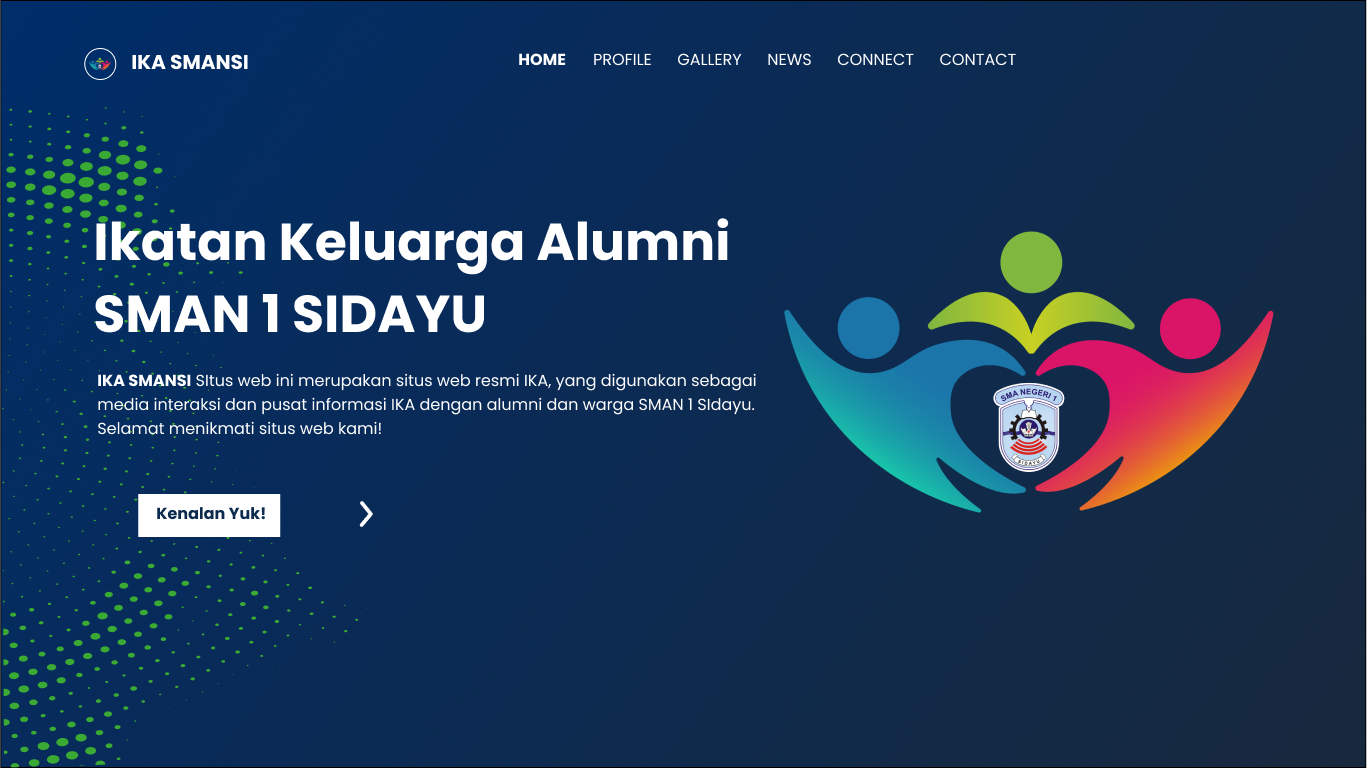 IKA SMANSI
HOME PROFILE GALLERY NEWS CONNECT CONTACT
Ikatan Keluarga Alumni
SMAN 1 SIDAYU
IKA SMANSI SItus web ini merupakan situs web resmi IKA, yang digunakan sebagai
media interaksi dan pusat informasi IKA dengan alumni dan warga SMAN 1 SIdayu.
Selamat menikmati situs web kami!
Kenalan Yuk!
SMA NEGERI 1
SIDAYU